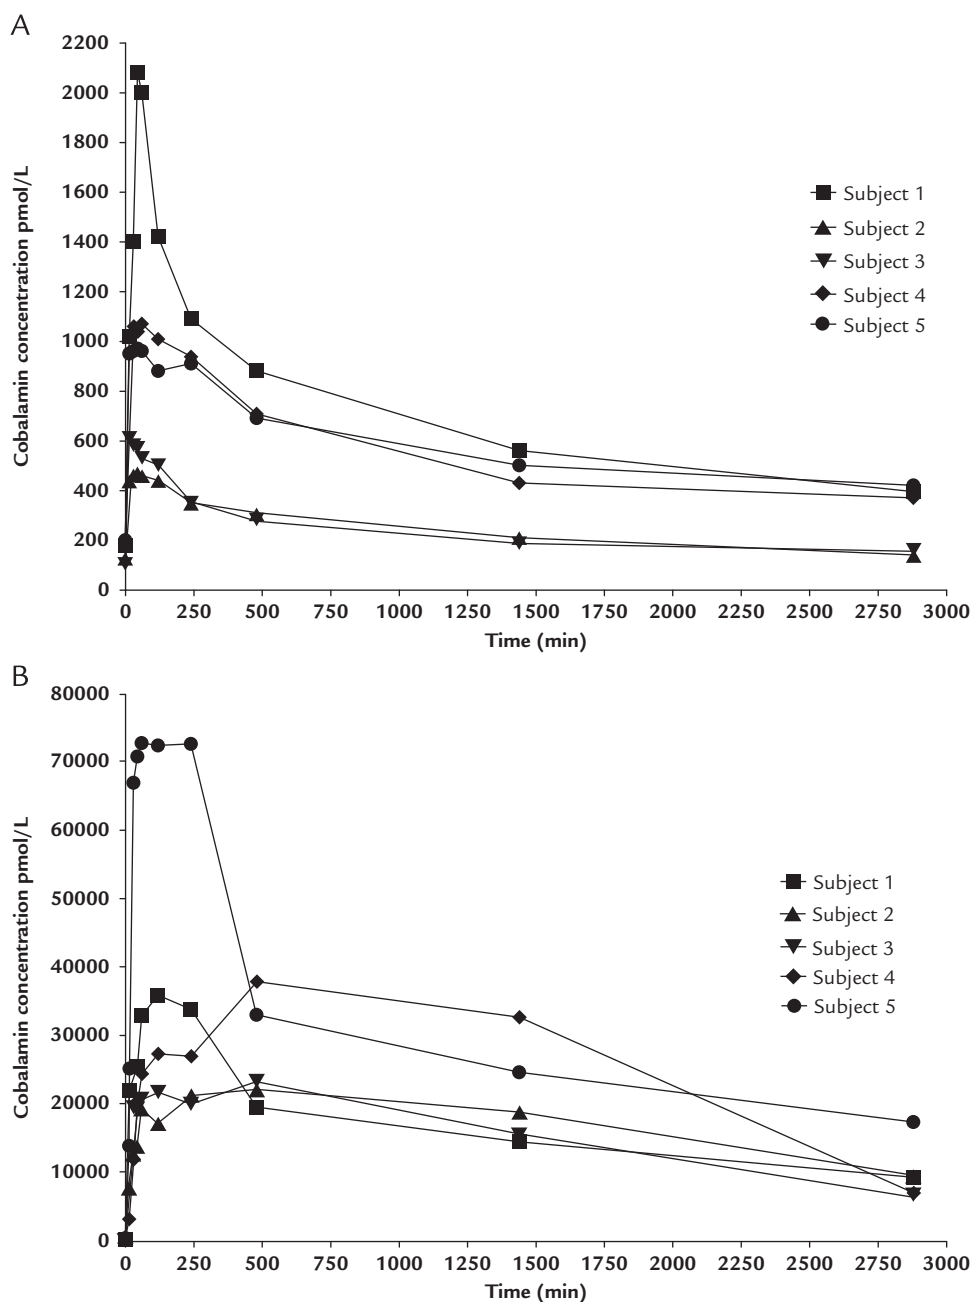 A
2200
2000
1800
1600
1400
1200
1000
800
600
400
200
0
Cobalamin concentration pmol/L
Subject 1
Subject 2
Subject 3
Subject 4
Subject 5
0 250 500 750 1000 1250 1500 1750 2000 2250 2500 2750 3000
Time (min)
B
80000
70000
60000
50000
40000
30000
20000
10000
0
Cobalamin concentration pmol/L
Subject 1
Subject 2
Subject 3
Subject 4
Subject 5
0 250 500 750 1000 1250 1500 1750 2000 2250 2500 2750 3000
Time (min)